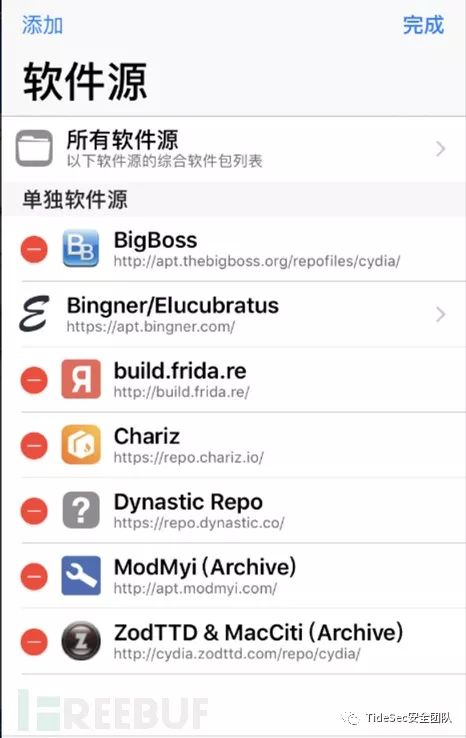 添加
完成
软件源
所有软件源
以下软件源的综合软件包列表
单独软件源
BigBoss
http://apt.thebigboss.org/repofiles/cydia/
Bingner/Elucubratus
https://apt.bingner.com/
build.frida.re
http://build.frida.re/
Chariz
https://repo.chariz.io/
Dynastic Repo
https://repo.dynastic.co/
ModMyi (Archive)
http://apt.modmyi.com/
ZodTTD & MacCiti (Archive)
http://cydia.zodttd.com/repo/cydia/
FREEBUF
TideSec安全团队